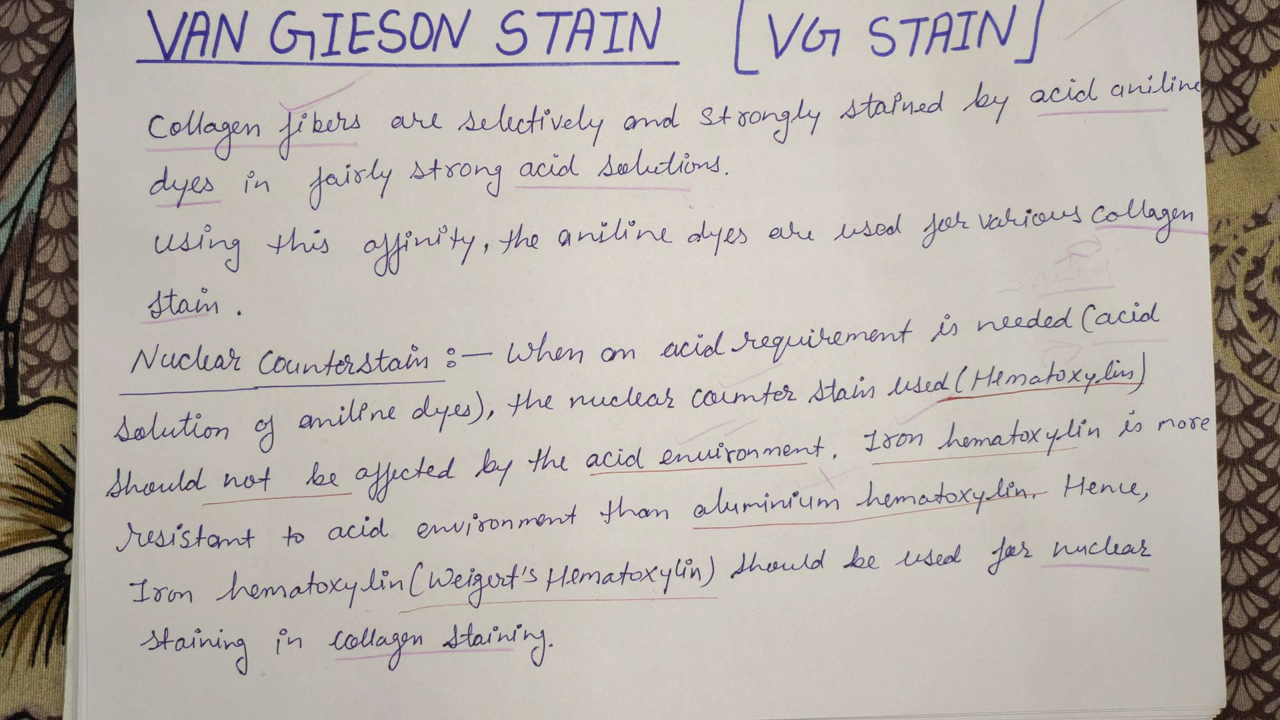 VAN GIESON STAIN [VG STAIN]
Collagen fibers are selectively and strongly stained by acid aniline
dyes in fairly strong acid solutions.
Using this affinity, the aniline dyes are used for various collagen
stain.
Nuclear Counterstain :— When an acid requirement is needed (acid
solution of aniline dyes), the nuclear counter stain used (Hematoxylin)
should not be affected by the acid environment. Iron hematoxylin is more
resistant to acid environment than aluminium hematoxylin. Hence,
Iron hematoxylin (Weigert's Hematoxylin) should be used for nuclear
staining in collagen staining.